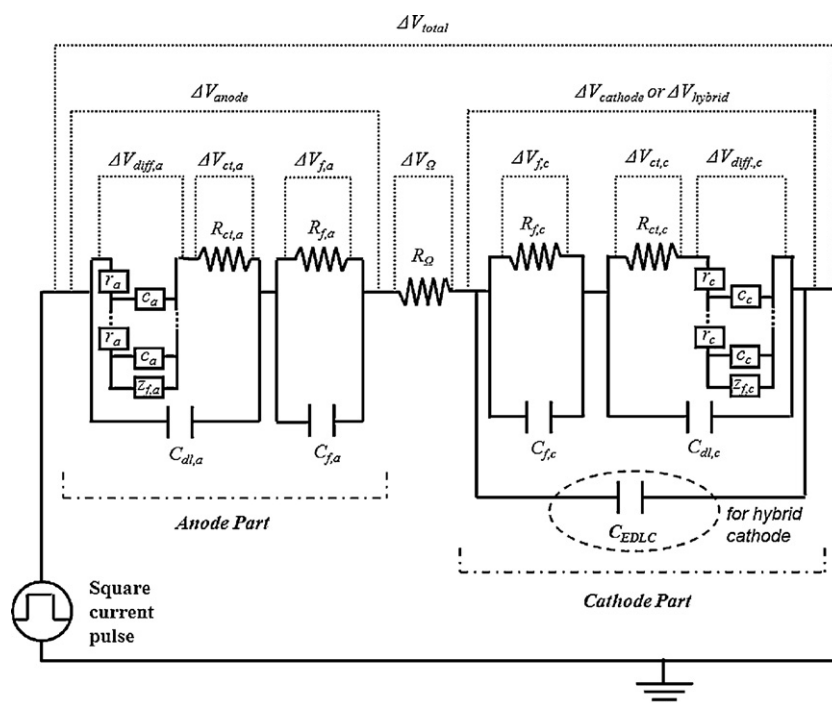 ΔV_total
ΔV_anode
ΔV_cathode or ΔV_hybrid
ΔV_diff,a
ΔV_ct,a
ΔV_f,a
ΔV_Ω
ΔV_f,c
ΔV_ct,c
ΔV_diff.,c
R_ct,a
R_f,a
R_Ω
R_f,c
R_ct,c
r_a
c_a
r_a
c_a
z_f,a
r_c
c_c
r_c
c_c
z_f,c
C_dl,a
C_f,a
C_f,c
C_dl,c
C_EDLC
for hybrid
cathode
Anode Part
Cathode Part
Square
current
pulse